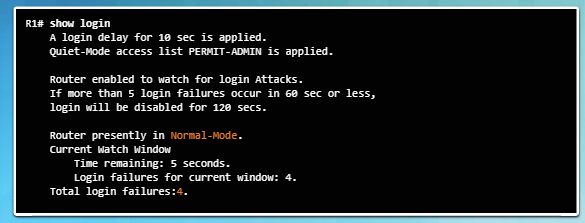 R1# show login
A login delay for 10 sec is applied.
Quiet-Mode access list PERMIT-ADMIN is applied.
Router enabled to watch for login Attacks.
If more than 5 login failures occur in 60 sec or less,
login will be disabled for 120 secs.
Router presently in Normal-Mode.
Current Watch Window
Time remaining: 5 seconds.
Login failures for current window: 4.
Total login failures:4.